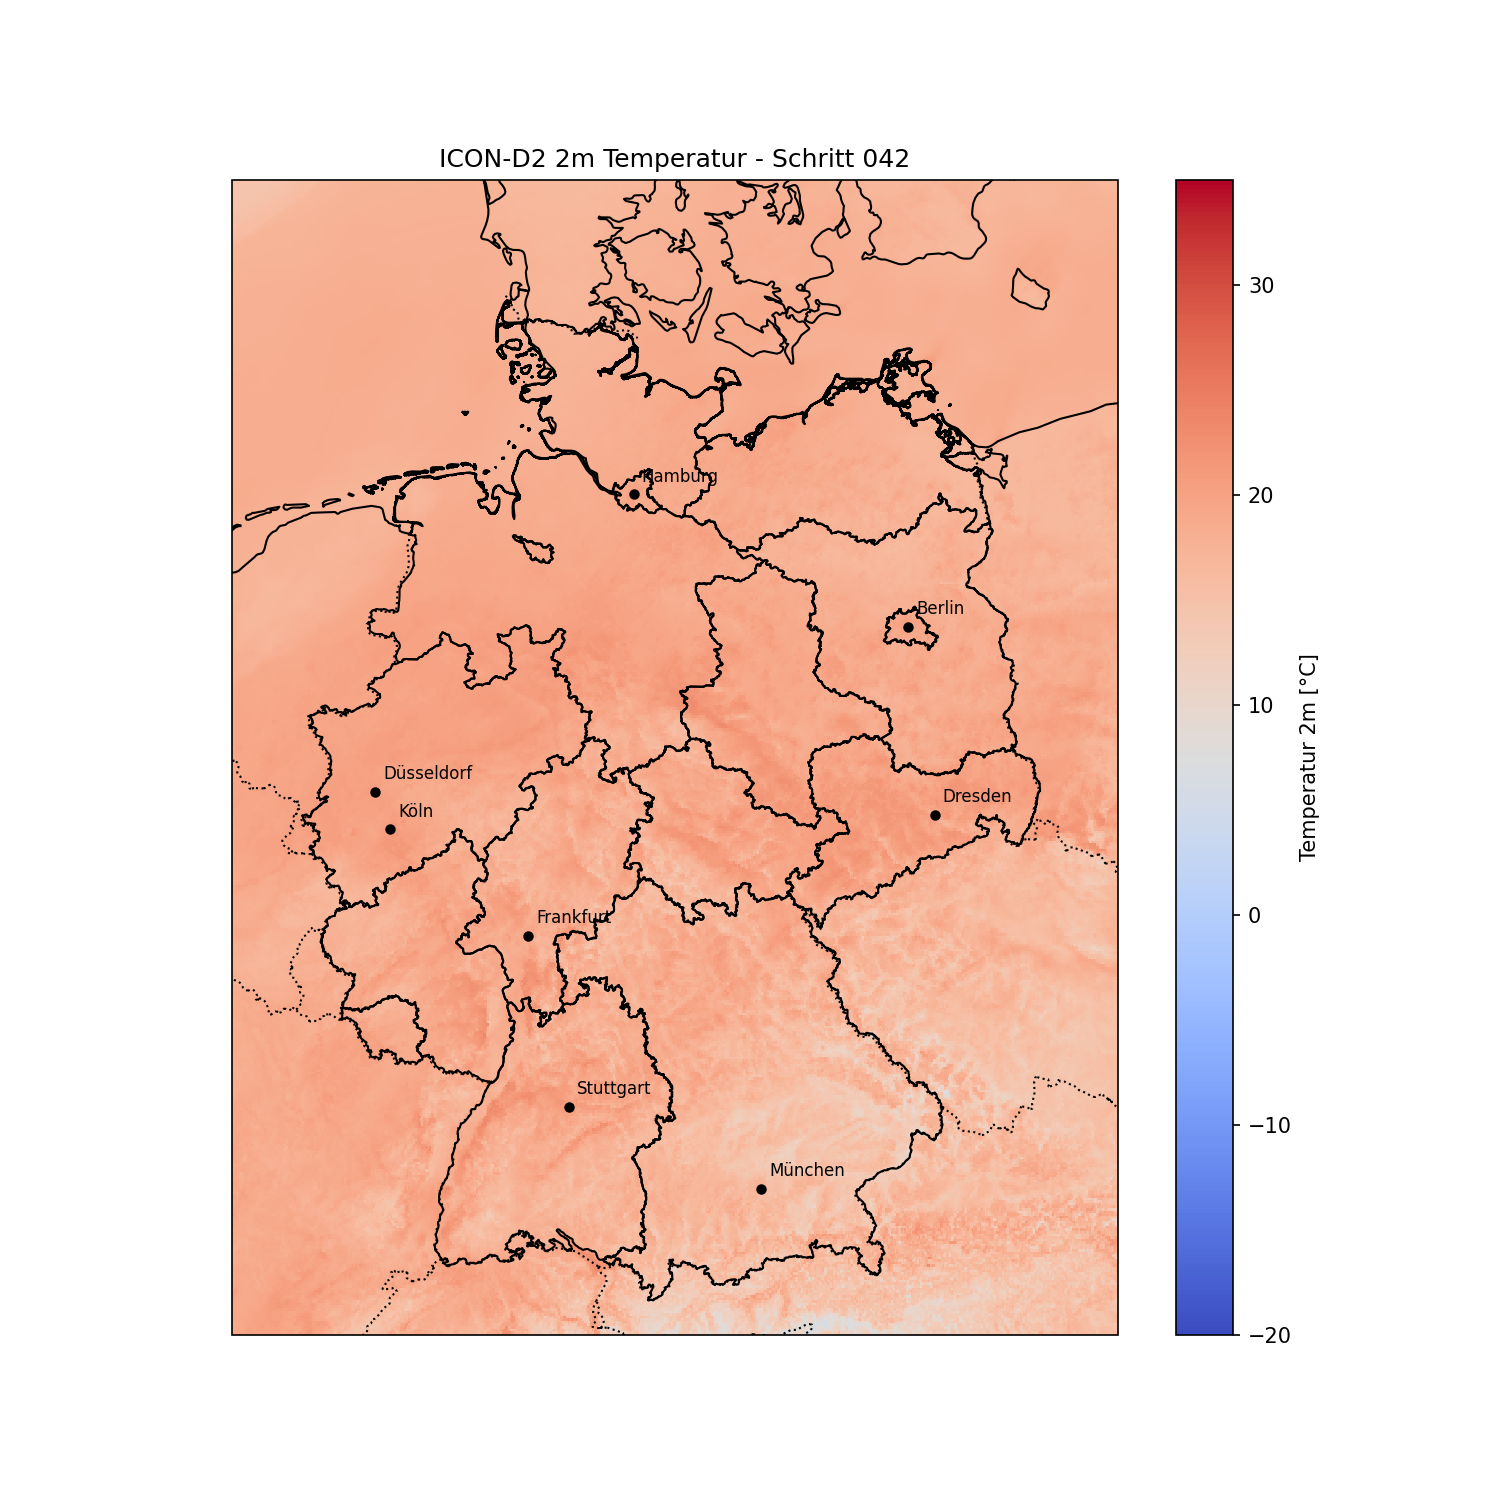 ICON-D2 2m Temperatur - Schritt 042
Hamburg
Berlin
Düsseldorf
Köln
Dresden
Frankfurt
Stuttgart
München
30
20
10
0
−10
−20
Temperatur 2m [°C]